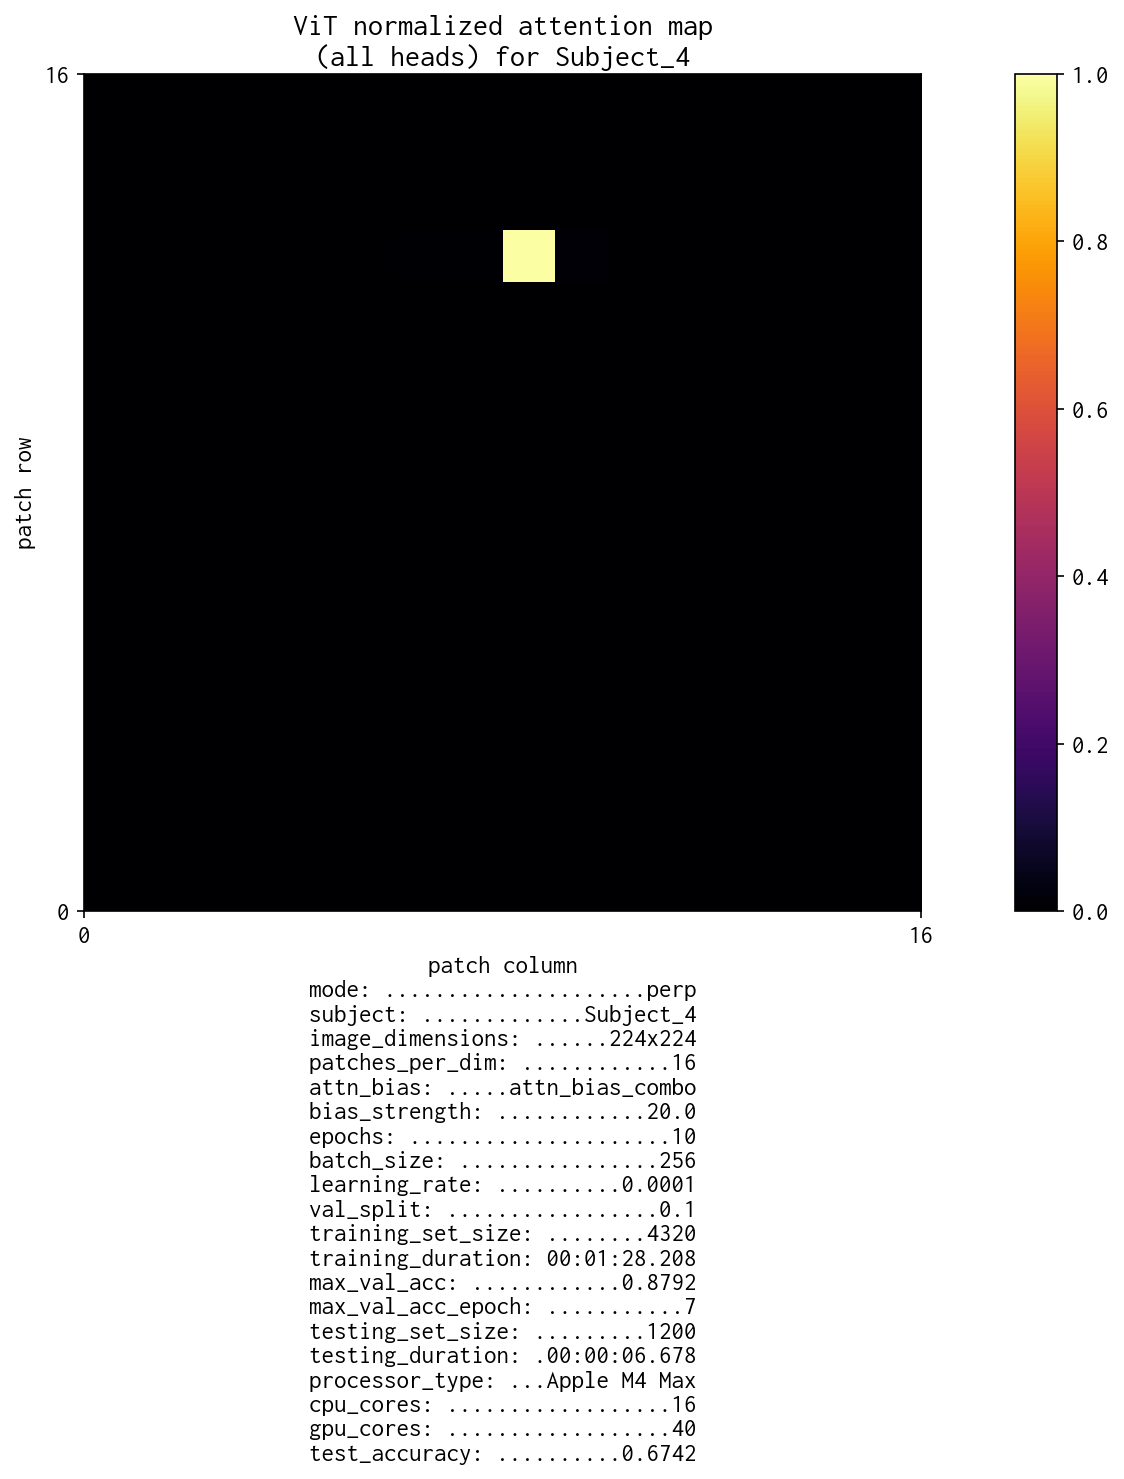 ViT normalized attention map
(all heads) for Subject_4
16
1.0
0.8
0.6
patch row
0.4
0.2
0
0.0
0
16
patch column
mode: .....................perp
subject: .............Subject_4
image_dimensions: ......224x224
patches_per_dim: ............16
attn_bias: .....attn_bias_combo
bias_strength: ............20.0
epochs: .....................10
batch_size: ................256
learning_rate: ..........0.0001
val_split: .................0.1
training_set_size: ........4320
training_duration: 00:01:28.208
max_val_acc: ............0.8792
max_val_acc_epoch: ...........7
testing_set_size: .........1200
testing_duration: .00:00:06.678
processor_type: ...Apple M4 Max
cpu_cores: ..................16
gpu_cores: ..................40
test_accuracy: ..........0.6742